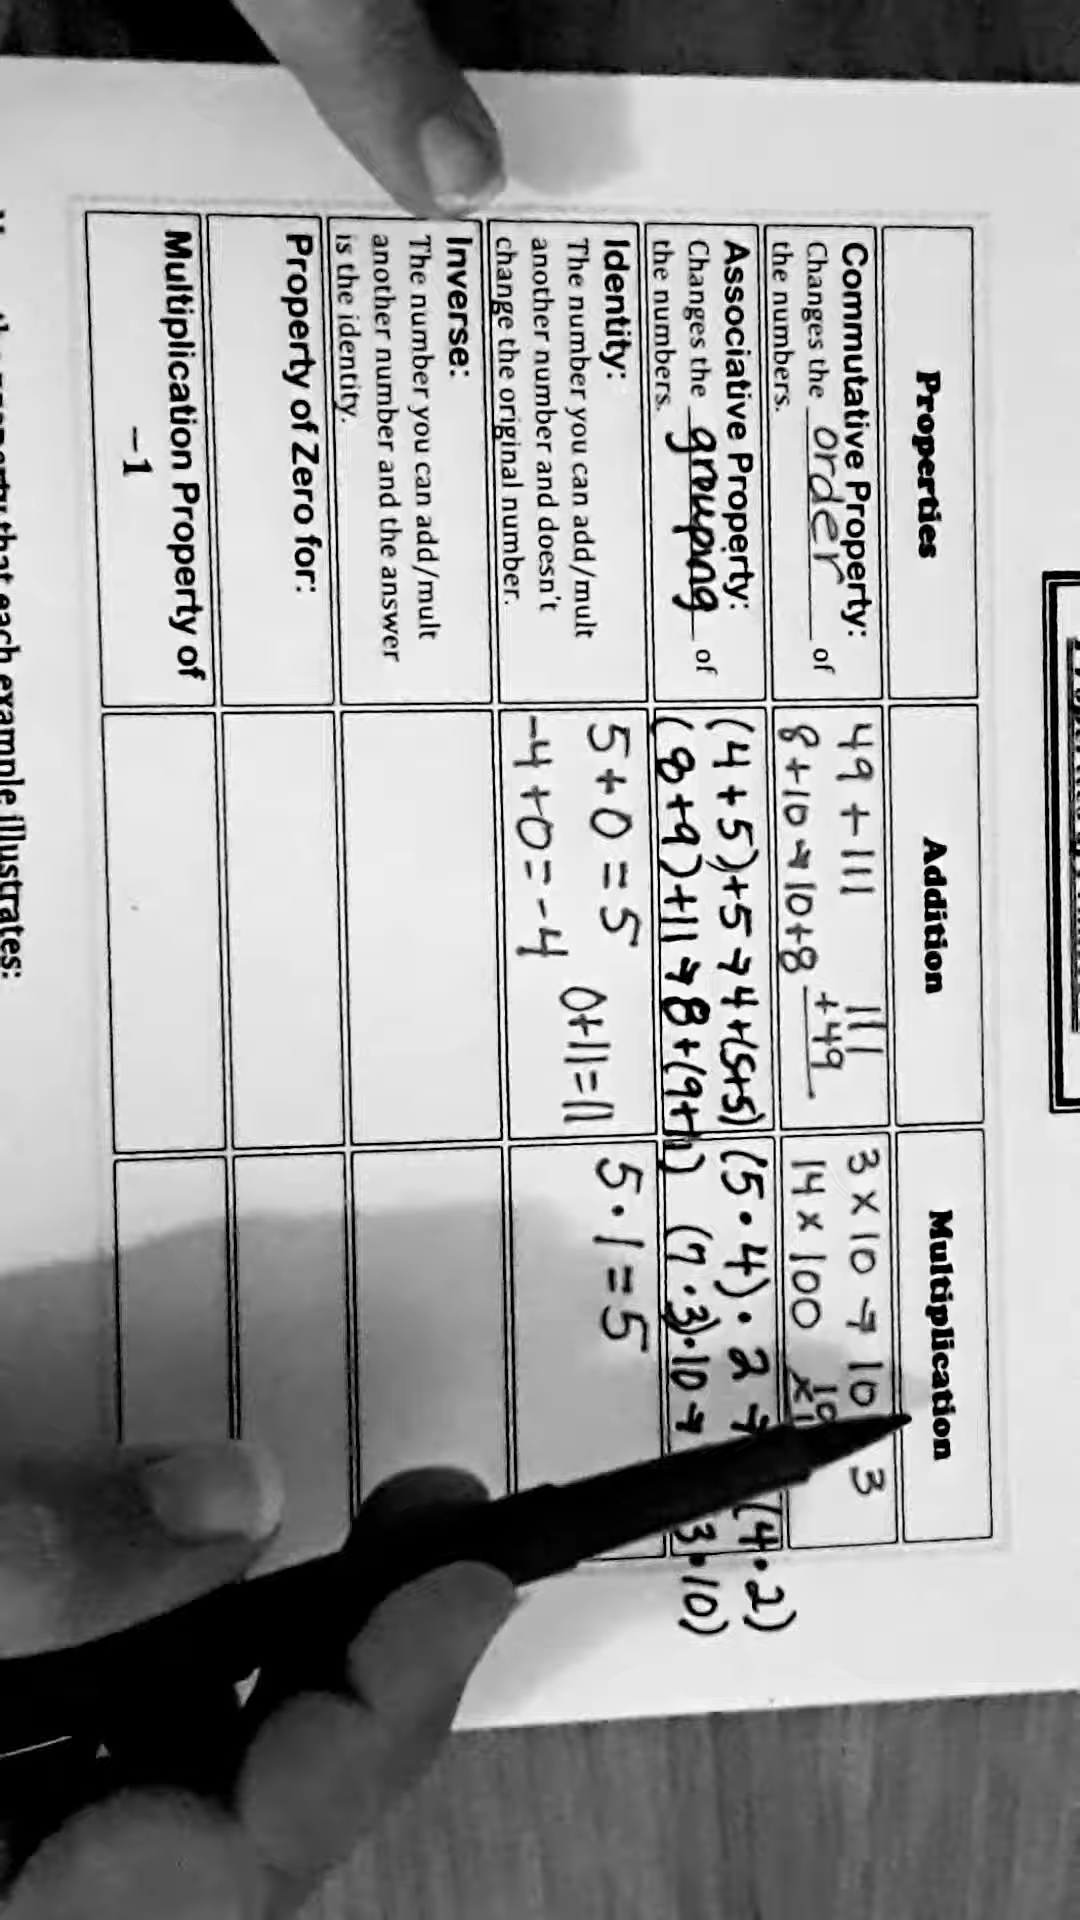 Properties
Addition
Multiplication
Commutative Property:
Changes the order of
the numbers.
49 + 111
111
+49
8+10→10+8
3 x 10 → 10 3
14 x 100
Associative Property:
Changes the grouping of
the numbers.
(4+5)+5→4+(5+5)
(8+9)+11→8+(9+11)
(5·4)·2→ (4·2)
(7·3)·10→ 3·10)
Identity:
The number you can add/mult
another number and doesn't
change the original number.
5+0=5
-4+0=-4
0+11=11
5·1=5
Inverse:
The number you can add/mult
another number and the answer
is the identity.
Property of Zero for:
Multiplication Property of
-1
that each example illustrates: